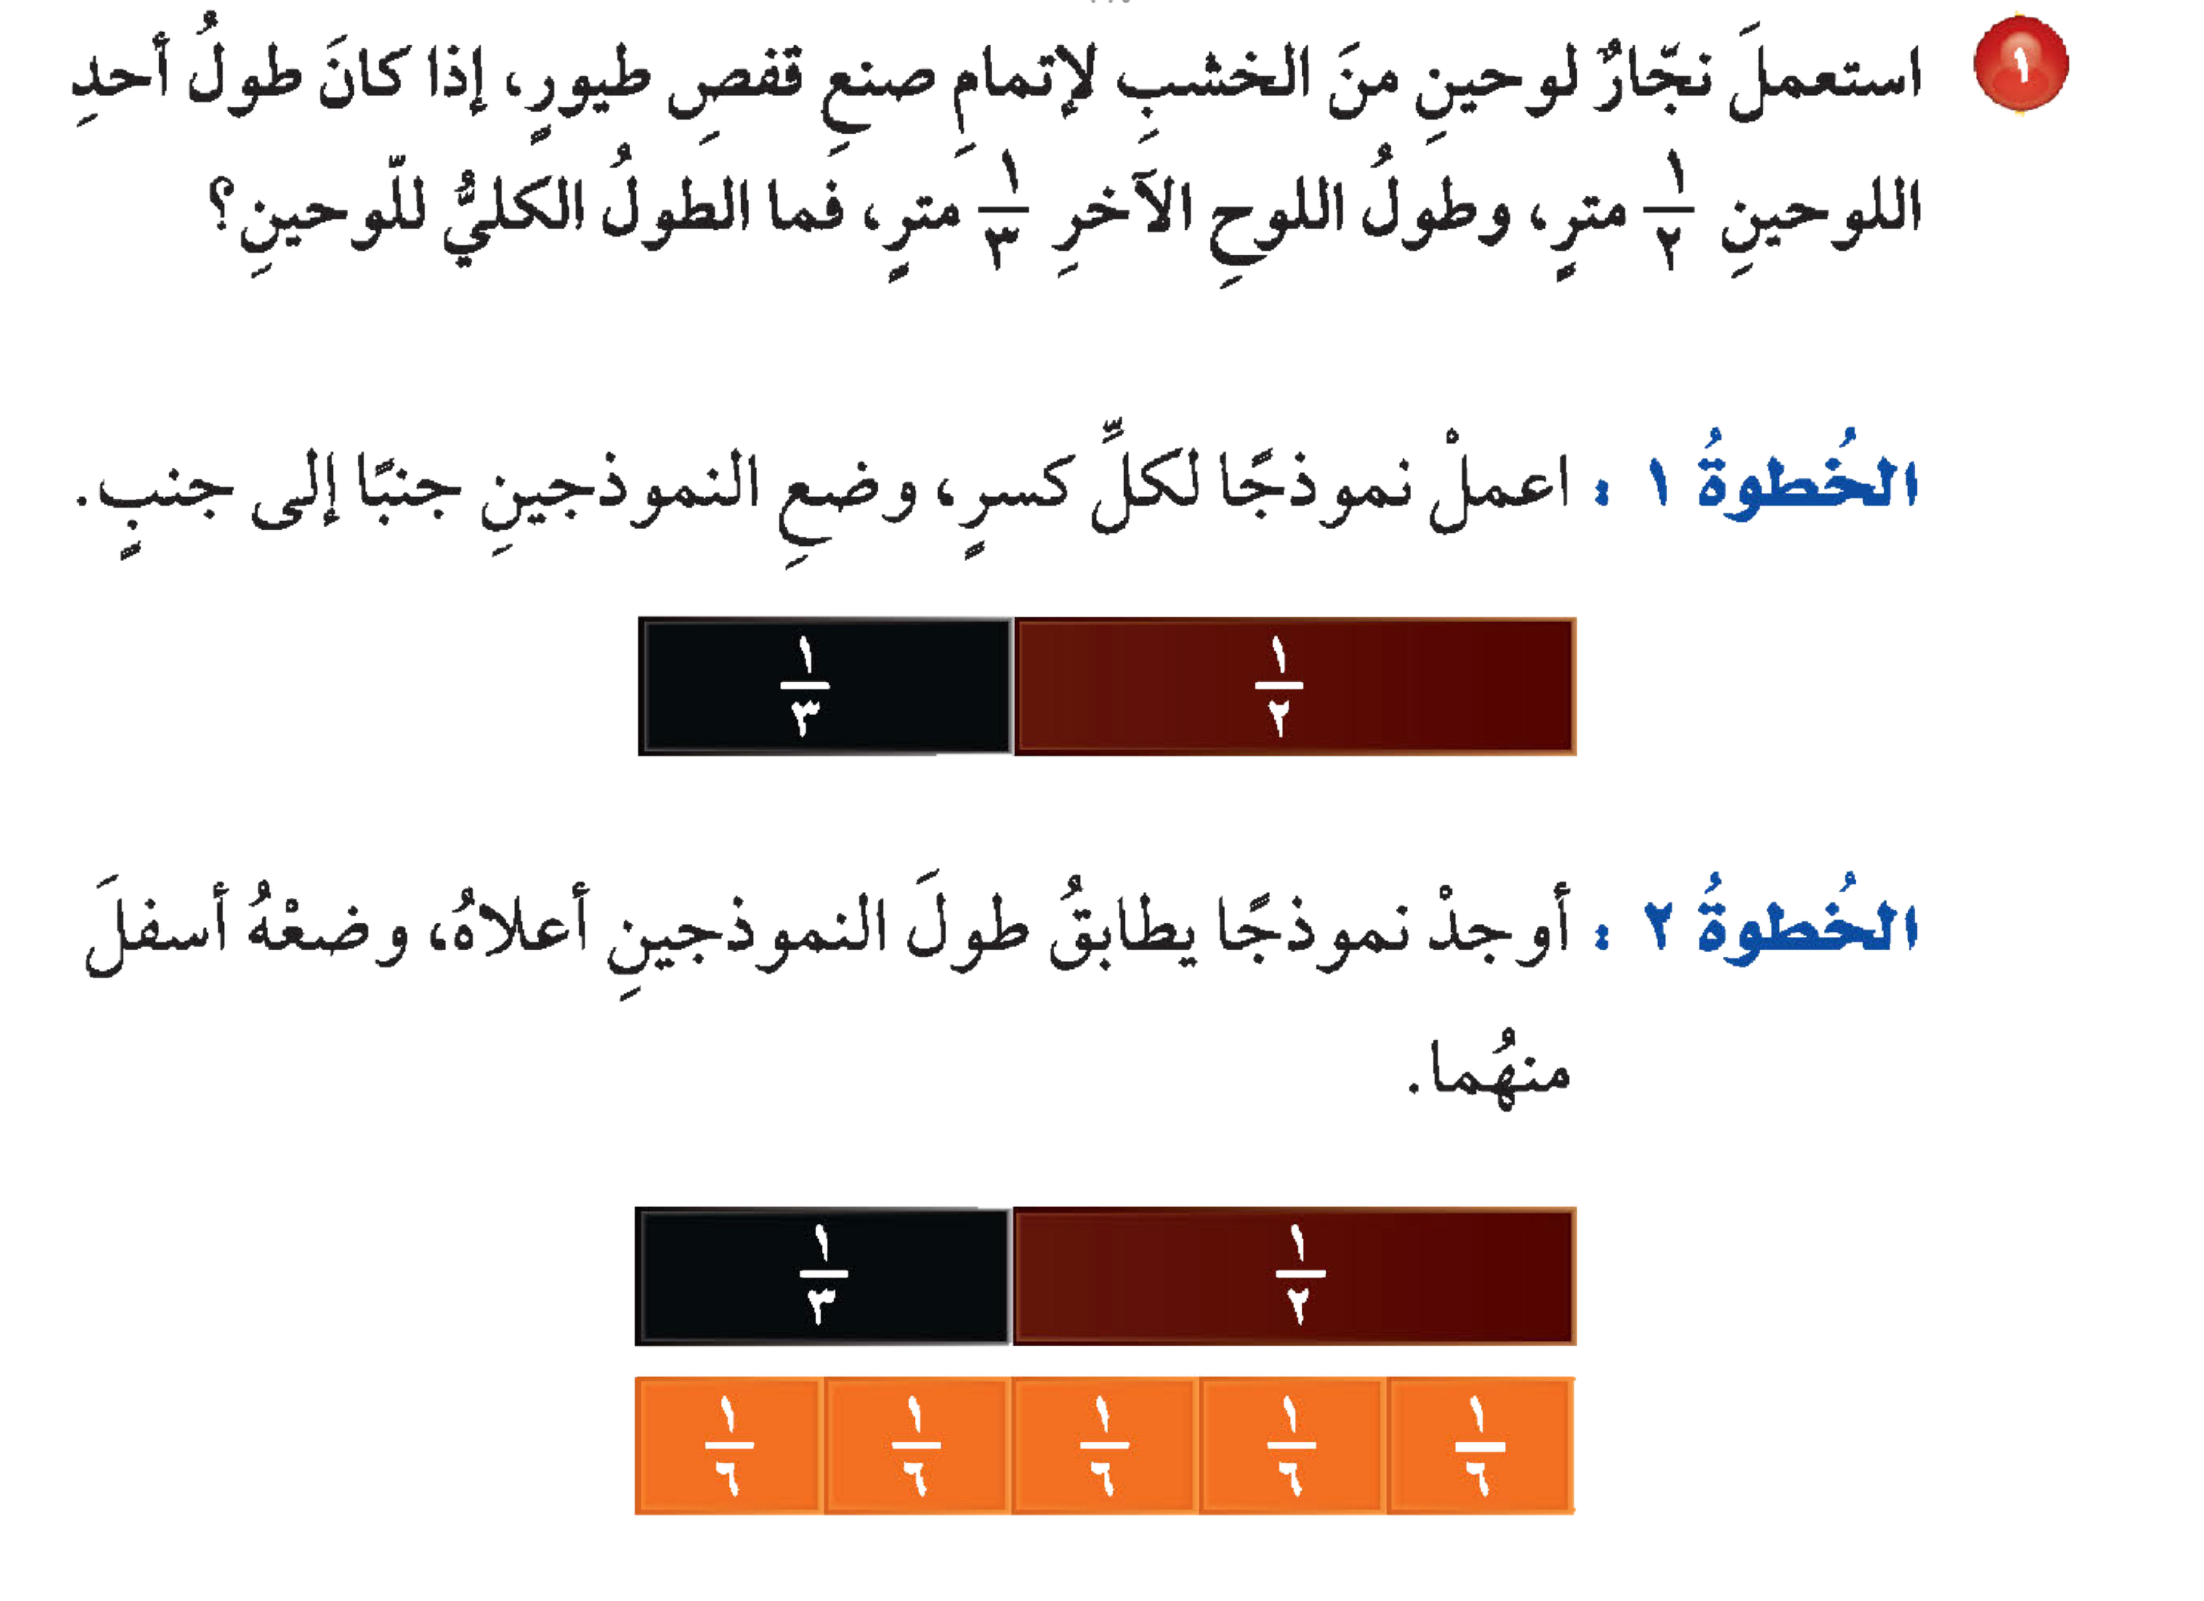 ١ استعملَ نجّارٌ لوحينِ منَ الخشبِ لإتمامِ صنعِ قفصِ طيورٍ، إذا كانَ طولُ أحدِ
اللوحينِ ١/٢ مترٍ، وطولُ اللوحِ الآخرِ ١/٣ مترٍ، فما الطولُ الكليُّ للّوحينِ؟
الخُطوةُ ١ : اعملْ نموذجًا لكلِّ كسرٍ، وضعِ النموذجينِ جنبًا إلى جنبٍ.
١/٢ ١/٣
الخُطوةُ ٢ : أوجدْ نموذجًا يطابقُ طولَ النموذجينِ أعلاهُ، وضعْهُ أسفلَ
منهُما.
١/٢ ١/٣
١/٦ ١/٦ ١/٦ ١/٦ ١/٦